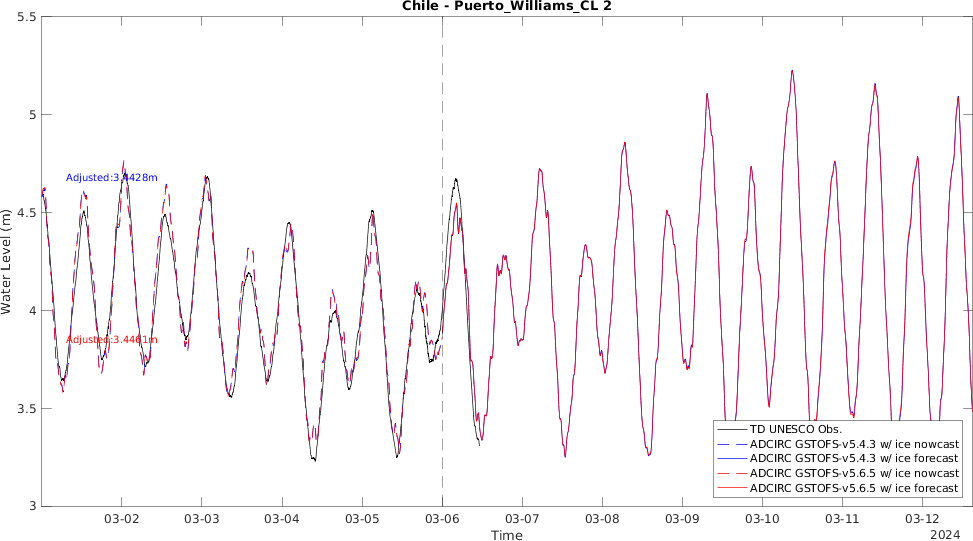 Chile - Puerto_Williams_CL 2
5.5
5
4.5
4
3.5
3
Water Level (m)
Adjusted:3.4428m
Adjusted:3.4461m
TD UNESCO Obs.
ADCIRC GSTOFS-v5.4.3 w/ ice nowcast
ADCIRC GSTOFS-v5.4.3 w/ ice forecast
ADCIRC GSTOFS-v5.6.5 w/ ice nowcast
ADCIRC GSTOFS-v5.6.5 w/ ice forecast
03-02 03-03 03-04 03-05 03-06 03-07 03-08 03-09 03-10 03-11 03-12
Time
2024